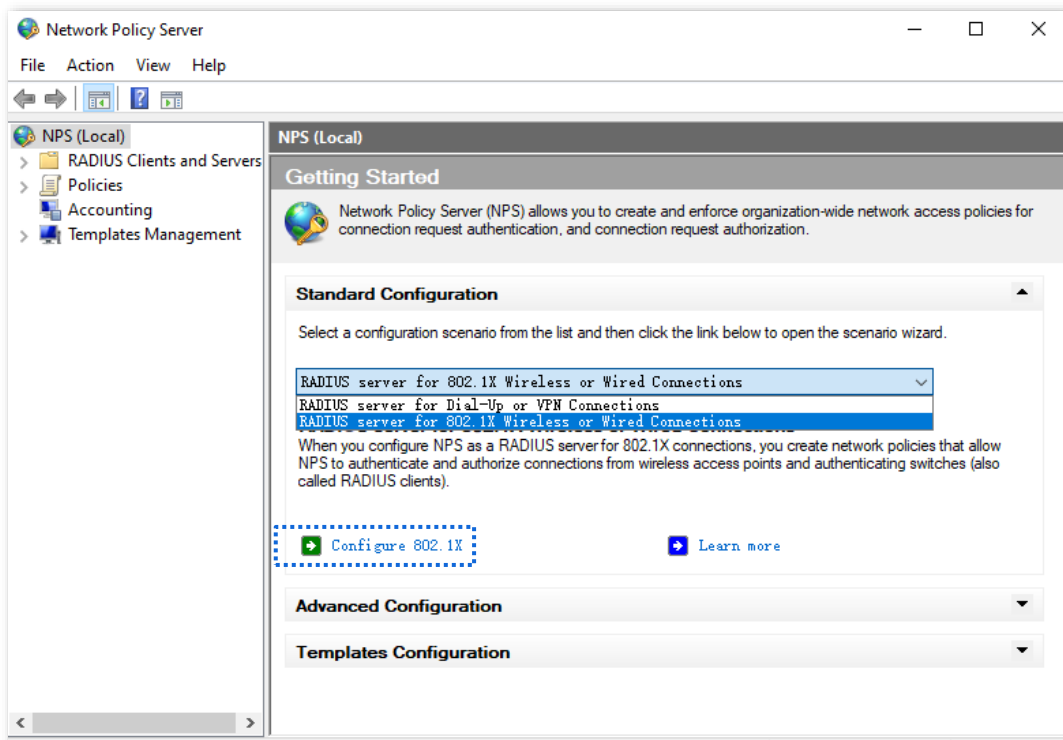 Network Policy Server
File Action View Help
NPS (Local)
RADIUS Clients and Servers
Policies
Accounting
Templates Management
NPS (Local)
Getting Started
Network Policy Server (NPS) allows you to create and enforce organization-wide network access policies for
connection request authentication, and connection request authorization.
Standard Configuration
Select a configuration scenario from the list and then click the link below to open the scenario wizard.
RADIUS server for 802.1X Wireless or Wired Connections
RADIUS server for Dial-Up or VPN Connections
RADIUS server for 802.1X Wireless or Wired Connections
When you configure NPS as a RADIUS server for 802.1X connections, you create network policies that allow
NPS to authenticate and authorize connections from wireless access points and authenticating switches (also
called RADIUS clients).
Configure 802.1X
Learn more
Advanced Configuration
Templates Configuration